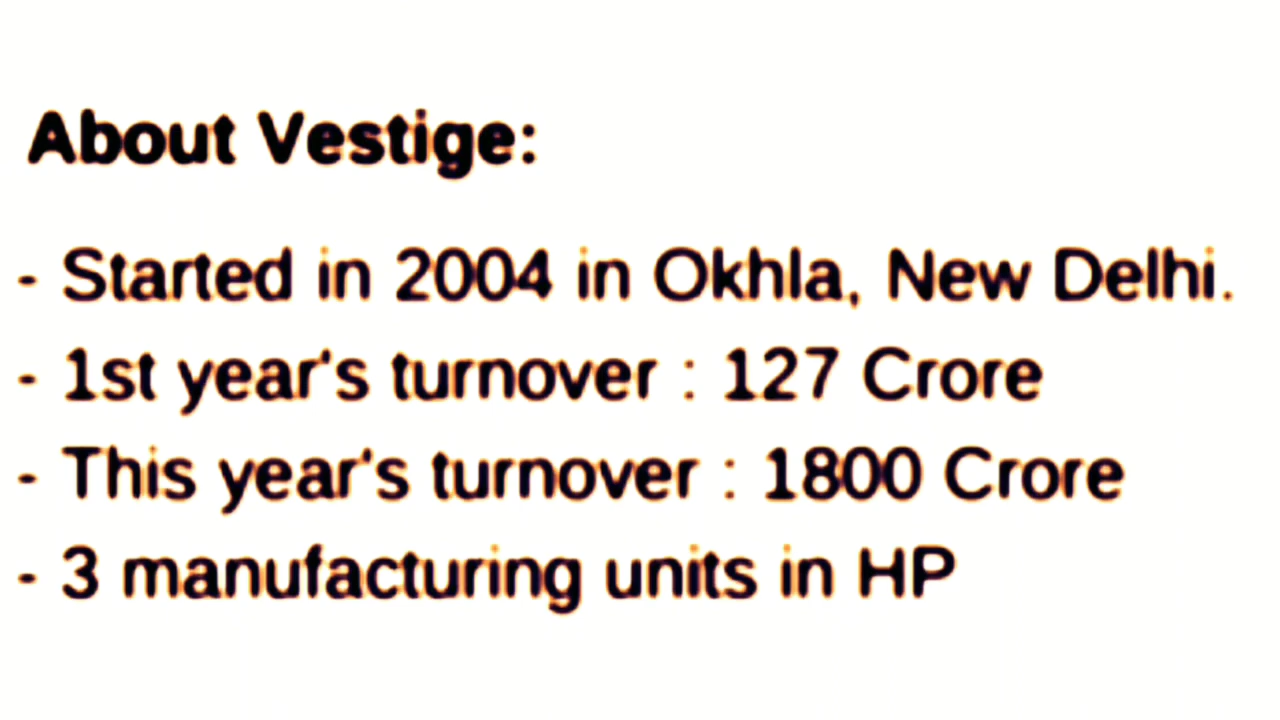 About Vestige:
- Started in 2004 in Okhla, New Delhi.
- 1st year's turnover : 127 Crore
- This year's turnover : 1800 Crore
- 3 manufacturing units in HP